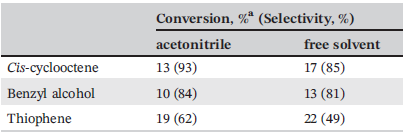 Conversion, %ᵃ (Selectivity, %)
acetonitrile free solvent
Cis-cyclooctene 13 (93) 17 (85)
Benzyl alcohol 10 (84) 13 (81)
Thiophene 19 (62) 22 (49)